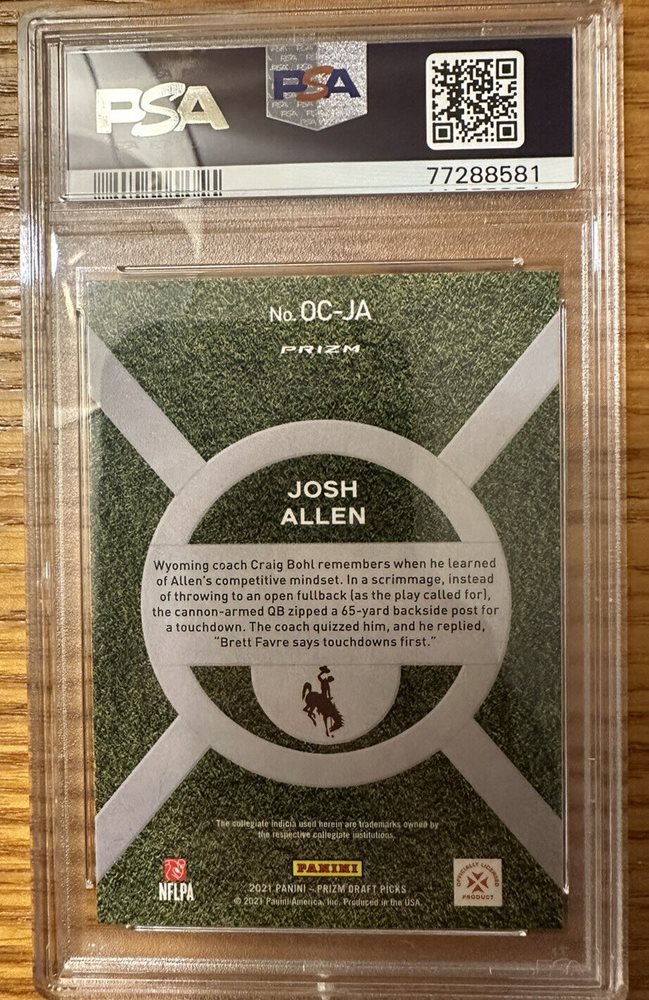 PSA
PSA
77288581
No. OC-JA
PRIZM
JOSH
ALLEN
Wyoming coach Craig Bohl remembers when he learned
of Allen's competitive mindset. In a scrimmage, instead
of throwing to an open fullback (as the play called for),
the cannon-armed QB zipped a 65-yard backside post for
a touchdown. The coach quizzed him, and he replied,
"Brett Favre says touchdowns first."
The collegiate indicia used herein are trademarks owned by
the respective collegiate institutions.
NFLPA
PANINI
2021 PANINI – PRIZM DRAFT PICKS
© 2021 Panini America, Inc. Produced in the USA.
OFFICIALLY LICENSED
PRODUCT